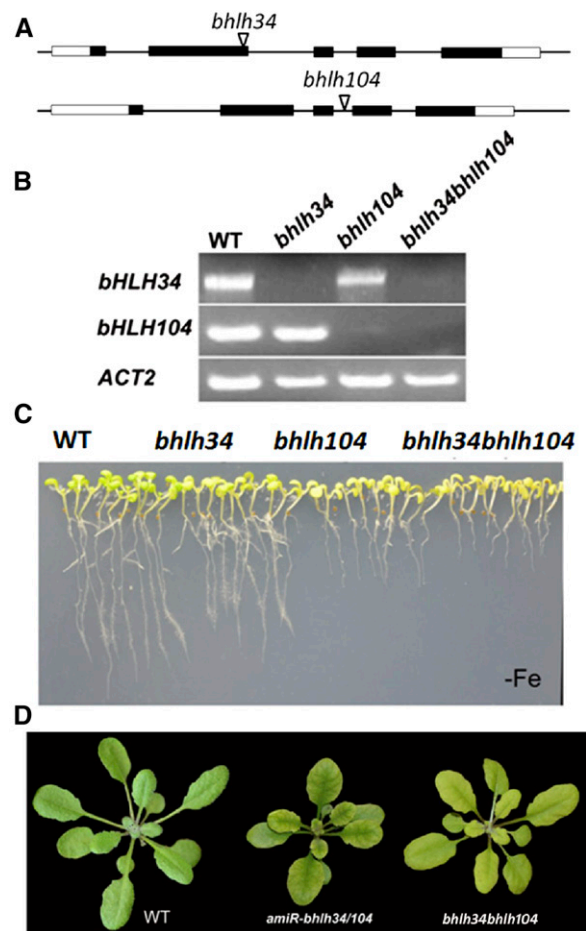 A
bhlh34
bhlh104
B
WT bhlh34 bhlh104 bhlh34bhlh104
bHLH34
bHLH104
ACT2
C
WT bhlh34 bhlh104 bhlh34bhlh104
-Fe
D
WT amiR-bhlh34/104 bhlh34bhlh104